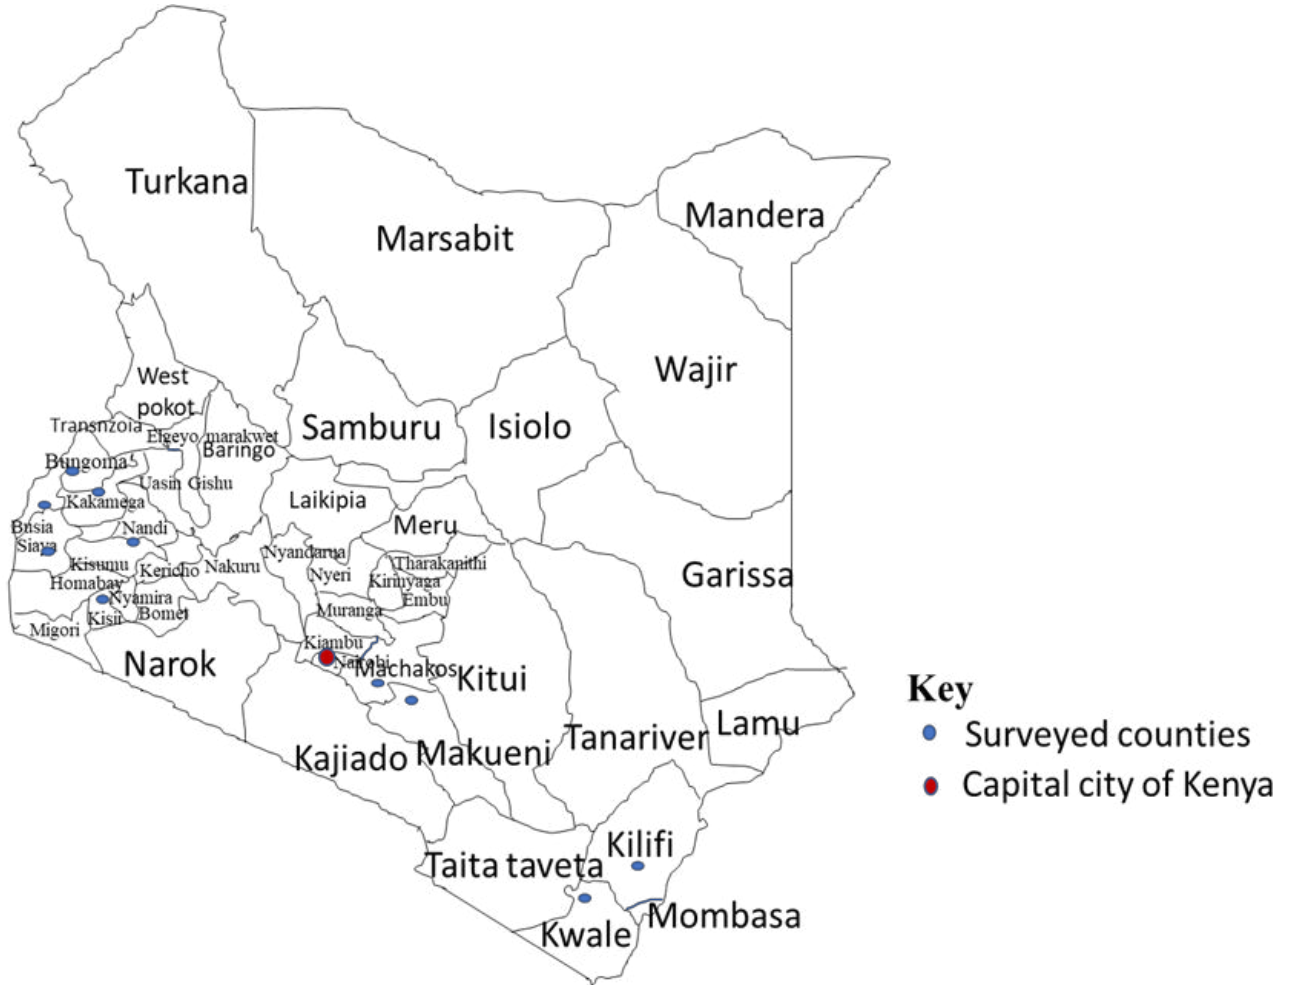 Turkana
Mandera
Marsabit
Wajir
West
pokot
Transnzoia
Elgeyo marakwet
Samburu
Isiolo
Baringo
Bungoma
Uasin Gishu
Kakamega
Laikipia
Busia
Nandi
Meru
Siaya
Nyandarua
Kisumu
Kericho
Nakuru
Tharakanithi
Garissa
Homabay
Nyeri
Kirinyaga
Nyamira
Embu
Bomet
Muranga
Kisii
Migori
Kiambu
Nairobi
Narok
Machakos
Kitui
Key
Lamu
Surveyed counties
Tanariver
Kajiado
Makueni
Capital city of Kenya
Kilifi
Taita taveta
Mombasa
Kwale